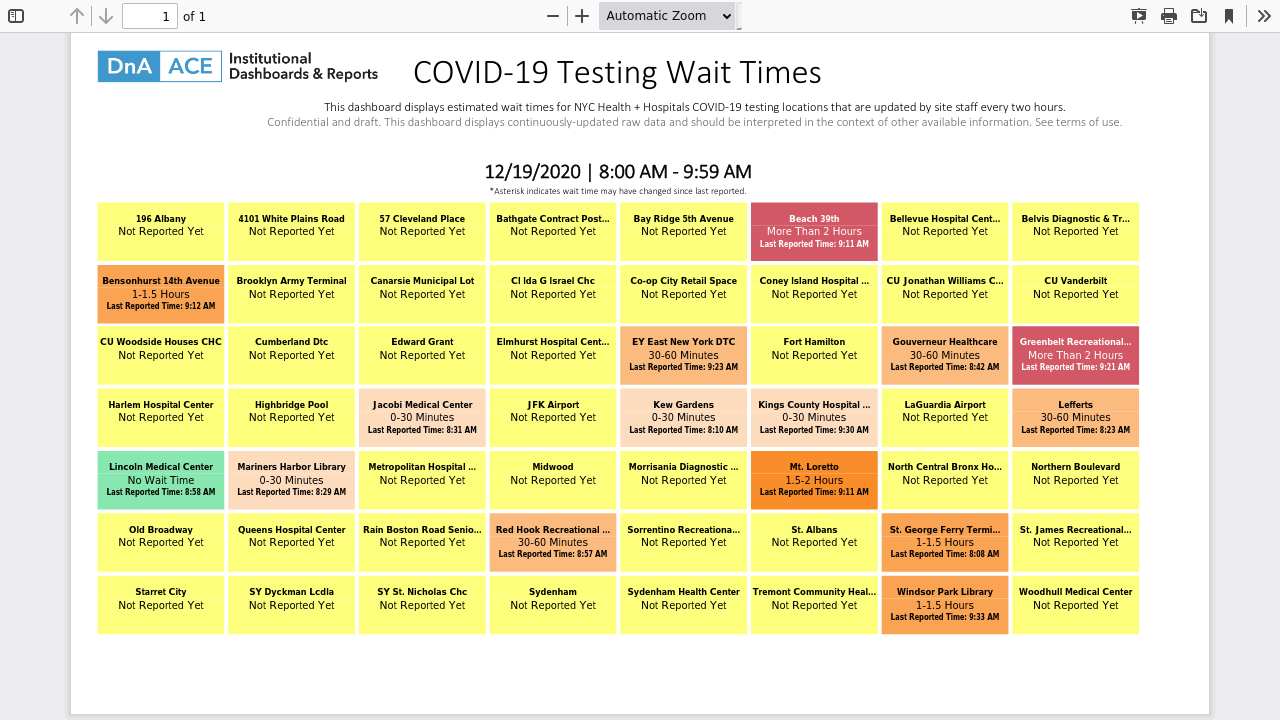 1 of 1
Automatic Zoom
DnA ACE Institutional Dashboards & Reports
COVID-19 Testing Wait Times
This dashboard displays estimated wait times for NYC Health + Hospitals COVID-19 testing locations that are updated by site staff every two hours.
Confidential and draft. This dashboard displays continuously-updated raw data and should be interpreted in the context of other available information. See terms of use.
12/19/2020 | 8:00 AM - 9:59 AM
*Asterisk indicates wait time may have changed since last reported.
196 Albany
Not Reported Yet
4101 White Plains Road
Not Reported Yet
57 Cleveland Place
Not Reported Yet
Bathgate Contract Post...
Not Reported Yet
Bay Ridge 5th Avenue
Not Reported Yet
Beach 39th
More Than 2 Hours
Last Reported Time: 9:11 AM
Bellevue Hospital Cent...
Not Reported Yet
Belvis Diagnostic & Tr...
Not Reported Yet
Bensonhurst 14th Avenue
1-1.5 Hours
Last Reported Time: 9:12 AM
Brooklyn Army Terminal
Not Reported Yet
Canarsie Municipal Lot
Not Reported Yet
Cl Ida G Israel Chc
Not Reported Yet
Co-op City Retail Space
Not Reported Yet
Coney Island Hospital ...
Not Reported Yet
CU Jonathan Williams C...
Not Reported Yet
CU Vanderbilt
Not Reported Yet
CU Woodside Houses CHC
Not Reported Yet
Cumberland Dtc
Not Reported Yet
Edward Grant
Not Reported Yet
Elmhurst Hospital Cent...
Not Reported Yet
EY East New York DTC
30-60 Minutes
Last Reported Time: 9:23 AM
Fort Hamilton
Not Reported Yet
Gouverneur Healthcare
30-60 Minutes
Last Reported Time: 8:42 AM
Greenbelt Recreational...
More Than 2 Hours
Last Reported Time: 9:21 AM
Harlem Hospital Center
Not Reported Yet
Highbridge Pool
Not Reported Yet
Jacobi Medical Center
0-30 Minutes
Last Reported Time: 8:31 AM
JFK Airport
Not Reported Yet
Kew Gardens
0-30 Minutes
Last Reported Time: 8:10 AM
Kings County Hospital ...
0-30 Minutes
Last Reported Time: 9:30 AM
LaGuardia Airport
Not Reported Yet
Lefferts
30-60 Minutes
Last Reported Time: 8:23 AM
Lincoln Medical Center
No Wait Time
Last Reported Time: 8:58 AM
Mariners Harbor Library
0-30 Minutes
Last Reported Time: 8:29 AM
Metropolitan Hospital ...
Not Reported Yet
Midwood
Not Reported Yet
Morrisania Diagnostic ...
Not Reported Yet
Mt. Loretto
1.5-2 Hours
Last Reported Time: 9:11 AM
North Central Bronx Ho...
Not Reported Yet
Northern Boulevard
Not Reported Yet
Old Broadway
Not Reported Yet
Queens Hospital Center
Not Reported Yet
Rain Boston Road Senio...
Not Reported Yet
Red Hook Recreational ...
30-60 Minutes
Last Reported Time: 8:57 AM
Sorrentino Recreationa...
Not Reported Yet
St. Albans
Not Reported Yet
St. George Ferry Termi...
1-1.5 Hours
Last Reported Time: 8:08 AM
St. James Recreational...
Not Reported Yet
Starret City
Not Reported Yet
SY Dyckman Lcdla
Not Reported Yet
SY St. Nicholas Chc
Not Reported Yet
Sydenham
Not Reported Yet
Sydenham Health Center
Not Reported Yet
Tremont Community Heal...
Not Reported Yet
Windsor Park Library
1-1.5 Hours
Last Reported Time: 9:33 AM
Woodhull Medical Center
Not Reported Yet